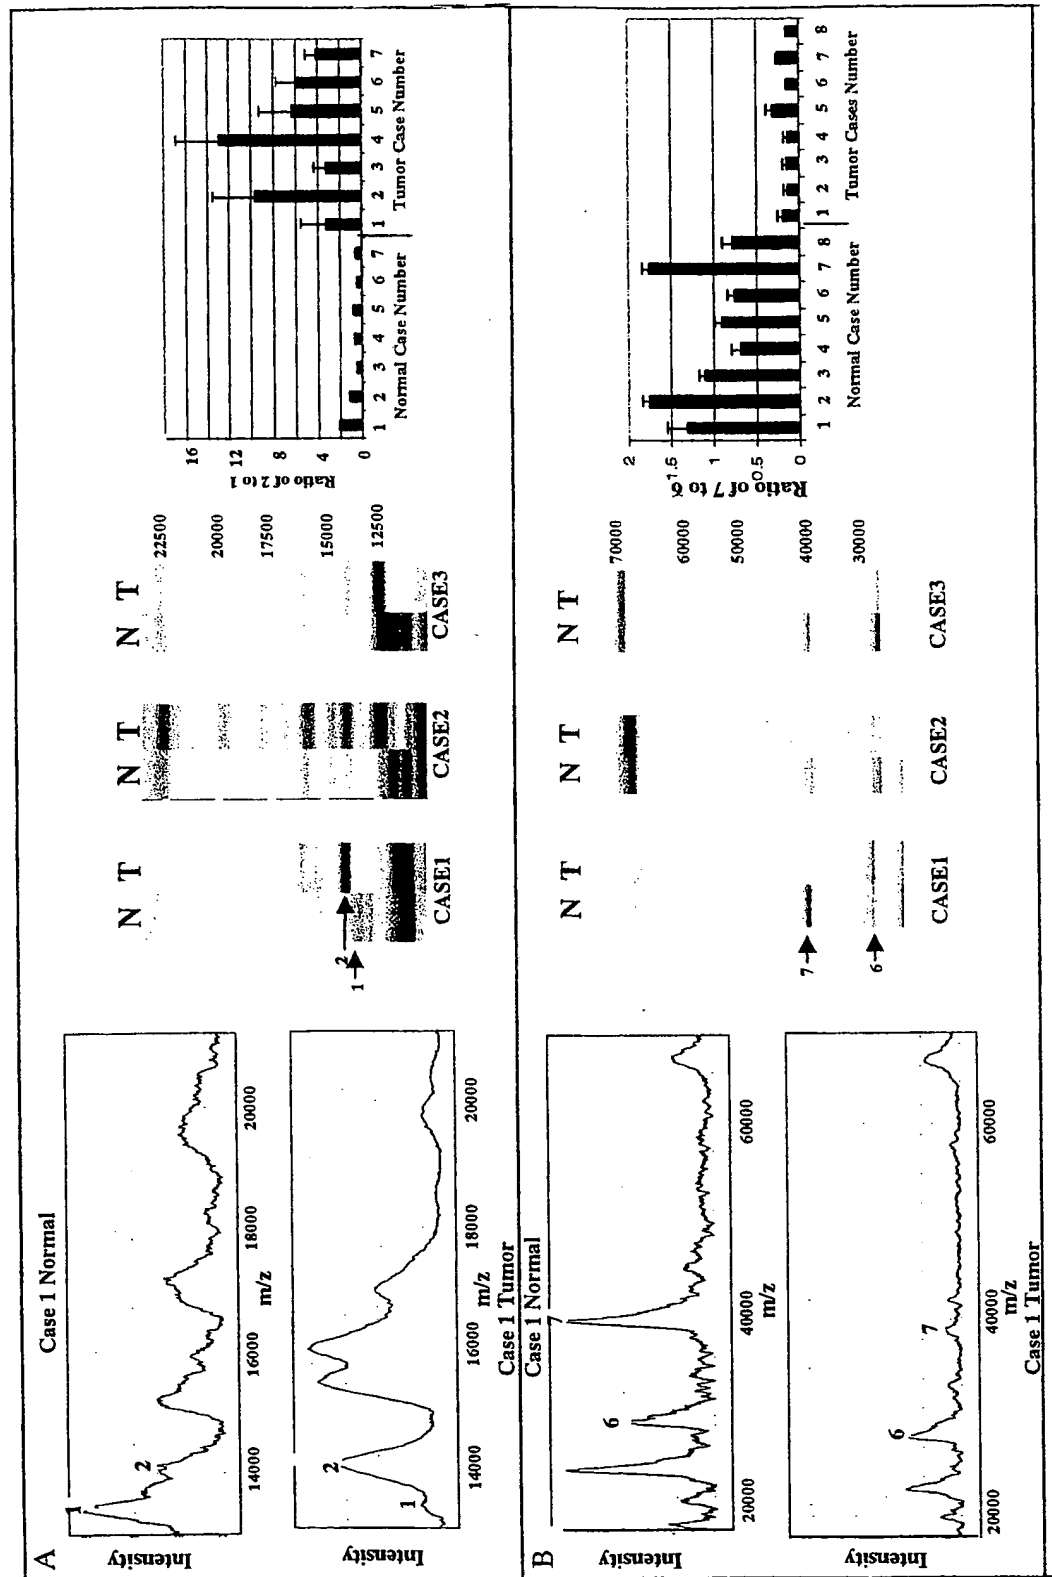 A
Case 1 Normal
Intensity
1
2
14000 16000 18000 20000
m/z
Intensity
1
2
14000 16000 18000 20000
m/z
Case 1 Tumor
N T N T N T
22500
20000
17500
15000
12500
1
2
CASE1 CASE2 CASE3
Ratio of 2 to 1
16
12
8
4
0
1 2 3 4 5 6 7 1 2 3 4 5 6 7
Normal Case Number Tumor Case Number
B
Case 1 Normal
Intensity
6
7
20000 40000 60000
m/z
Intensity
6
7
20000 40000 60000
m/z
Case 1 Tumor
N T N T N T
70000
60000
50000
40000
30000
7
6
CASE1 CASE2 CASE3
Ratio of 7 to 6
2
1.5
1
0.5
0
1 2 3 4 5 6 7 8 1 2 3 4 5 6 7 8
Normal Case Number Tumor Cases Number